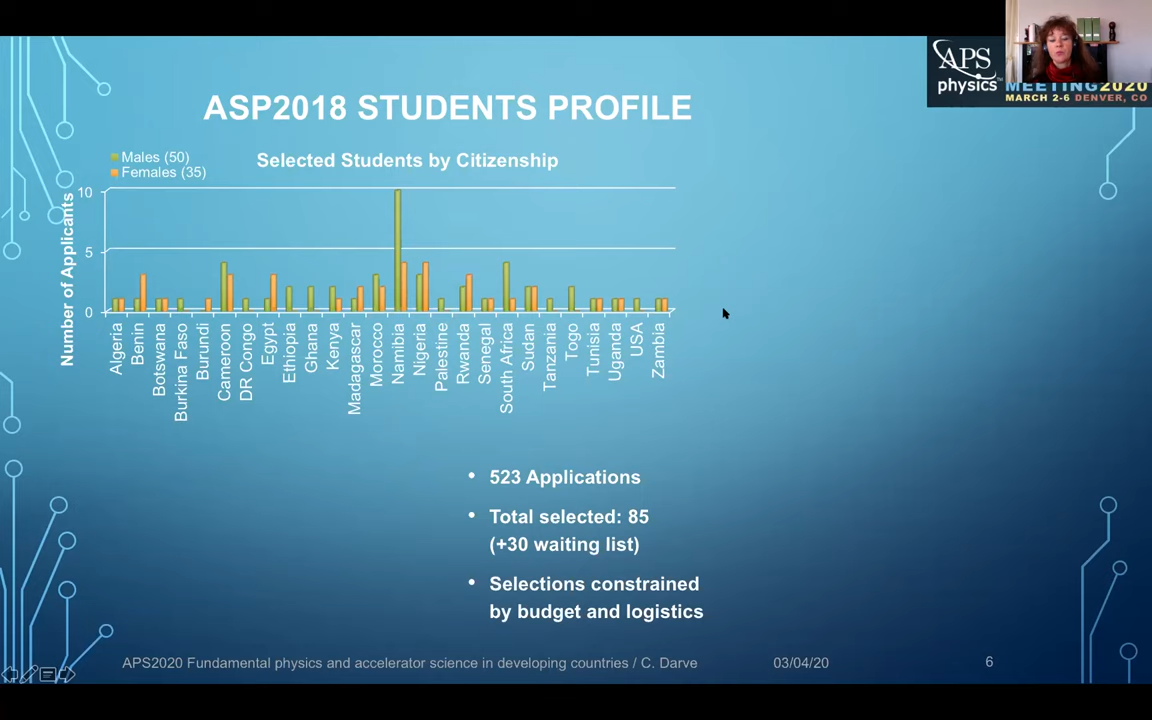 APS
physics™
MEETING2020
MARCH 2-6 DENVER, CO
ASP2018 STUDENTS PROFILE
Males (50)
Females (35)
Selected Students by Citizenship
Number of Applicants
10
5
0
Algeria
Benin
Botswana
Burkina Faso
Burundi
Cameroon
DR Congo
Egypt
Ethiopia
Ghana
Kenya
Madagascar
Morocco
Namibia
Nigeria
Palestine
Rwanda
Senegal
South Africa
Sudan
Tanzania
Togo
Tunisia
Uganda
USA
Zambia
• 523 Applications
• Total selected: 85
(+30 waiting list)
• Selections constrained
by budget and logistics
APS2020 Fundamental physics and accelerator science in developing countries / C. Darve
03/04/20
6